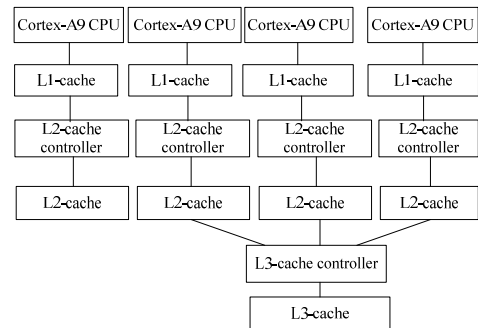 Cortex-A9 CPU Cortex-A9 CPU Cortex-A9 CPU Cortex-A9 CPU
L1-cache L1-cache L1-cache L1-cache
L2-cache controller L2-cache controller L2-cache controller L2-cache controller
L2-cache L2-cache L2-cache L2-cache
L3-cache controller
L3-cache